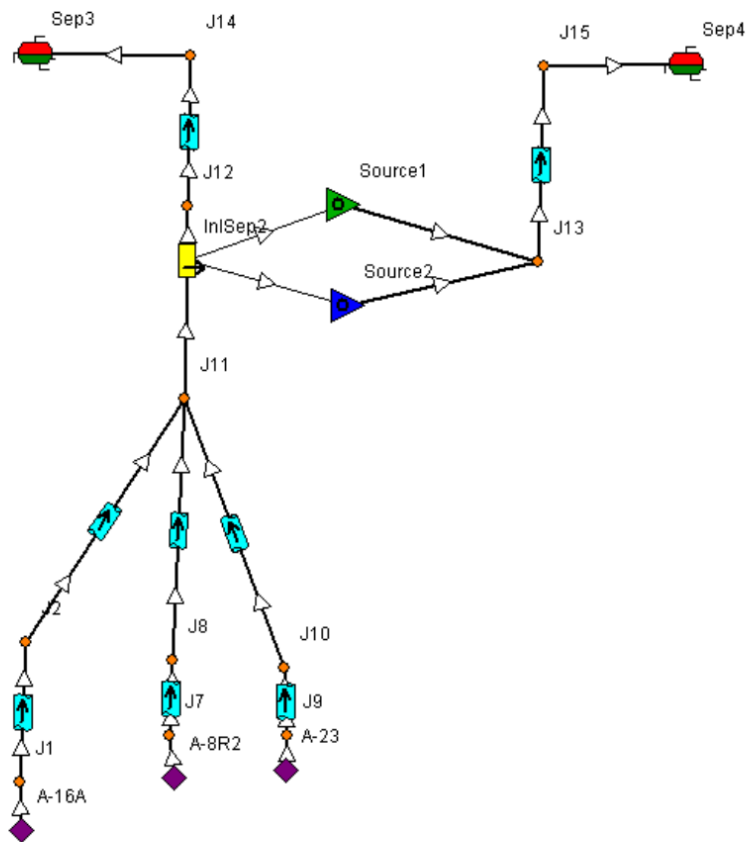 Sep3
J14
J15
Sep4
J12
Source1
InlSep2
J13
Source2
J11
J2
J8
J10
J7
J9
J1
A-8R2
A-23
A-16A